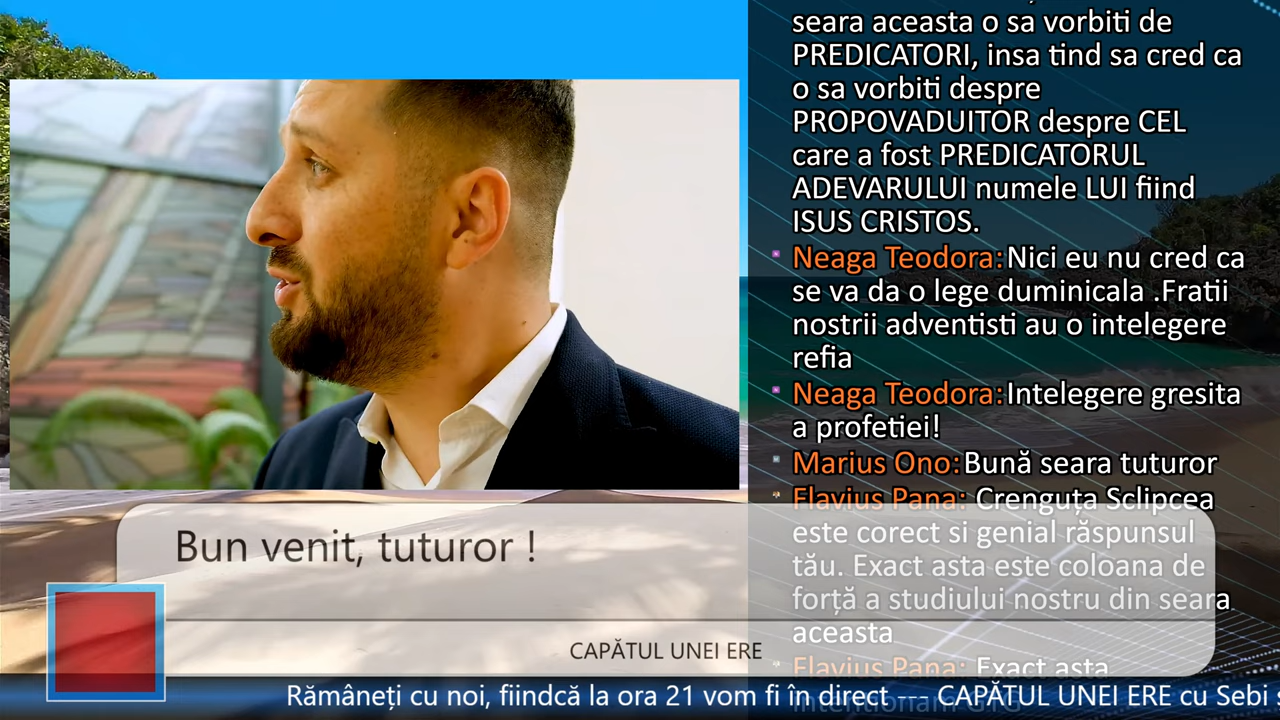 seara aceasta o sa vorbiti de
PREDICATORI, insa tind sa cred ca
o sa vorbiti despre
PROPOVADUITOR despre CEL
care a fost PREDICATORUL
ADEVARULUI numele LUI fiind
ISUS CRISTOS.
Neaga Teodora: Nici eu nu cred ca
se va da o lege duminicala .Fratii
nostrii adventisti au o intelegere
refia
Neaga Teodora: Intelegere gresita
a profetiei!
Marius Ono: Bună seara tuturor
Flavius Pana: Crenguța Sclipcea
este corect si genial răspunsul
tău. Exact asta este coloana de
forță a studiului nostru din seara
aceasta
Flavius Pana: Exact asta
intentionam G.I.G
Bun venit, tuturor !
CAPĂTUL UNEI ERE
Rămâneți cu noi, fiindcă la ora 21 vom fi în direct --- CAPĂTUL UNEI ERE cu Sebi